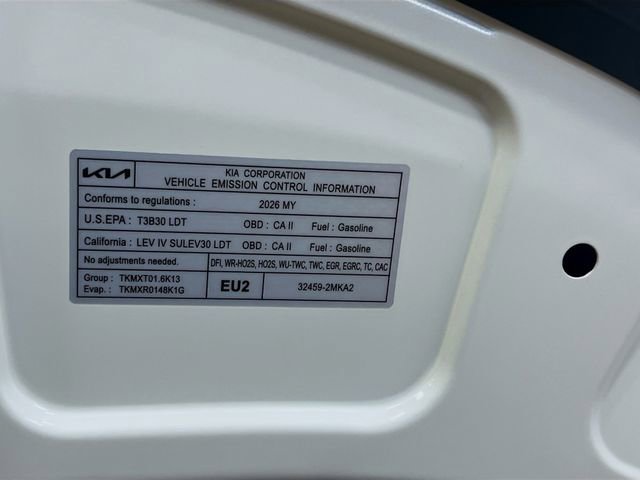 KIA
KIA CORPORATION
VEHICLE EMISSION CONTROL INFORMATION
Conforms to regulations : 2026 MY
U.S.EPA : T3B30 LDT OBD : CA II Fuel : Gasoline
California : LEV IV SULEV30 LDT OBD : CA II Fuel : Gasoline
No adjustments needed. DFI, WR-HO2S, HO2S, WU-TWC, TWC, EGR, EGRC, TC, CAC
Group : TKMXT01.6K13
Evap. : TKMXR0148K1G
EU2
32459-2MKA2